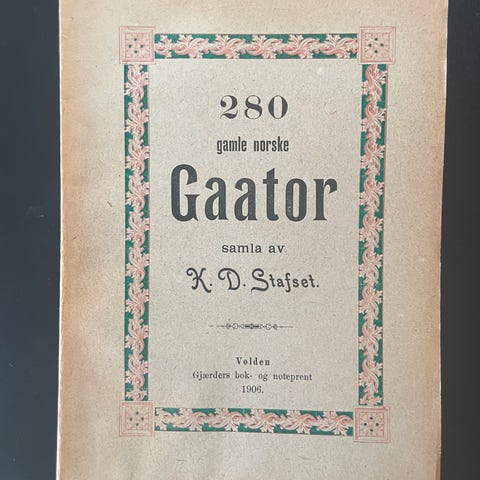 280
gamle norske
Gaator
samla av
K. D. Stafset.
Volden
Gjærders bok- og noteprent
1906.